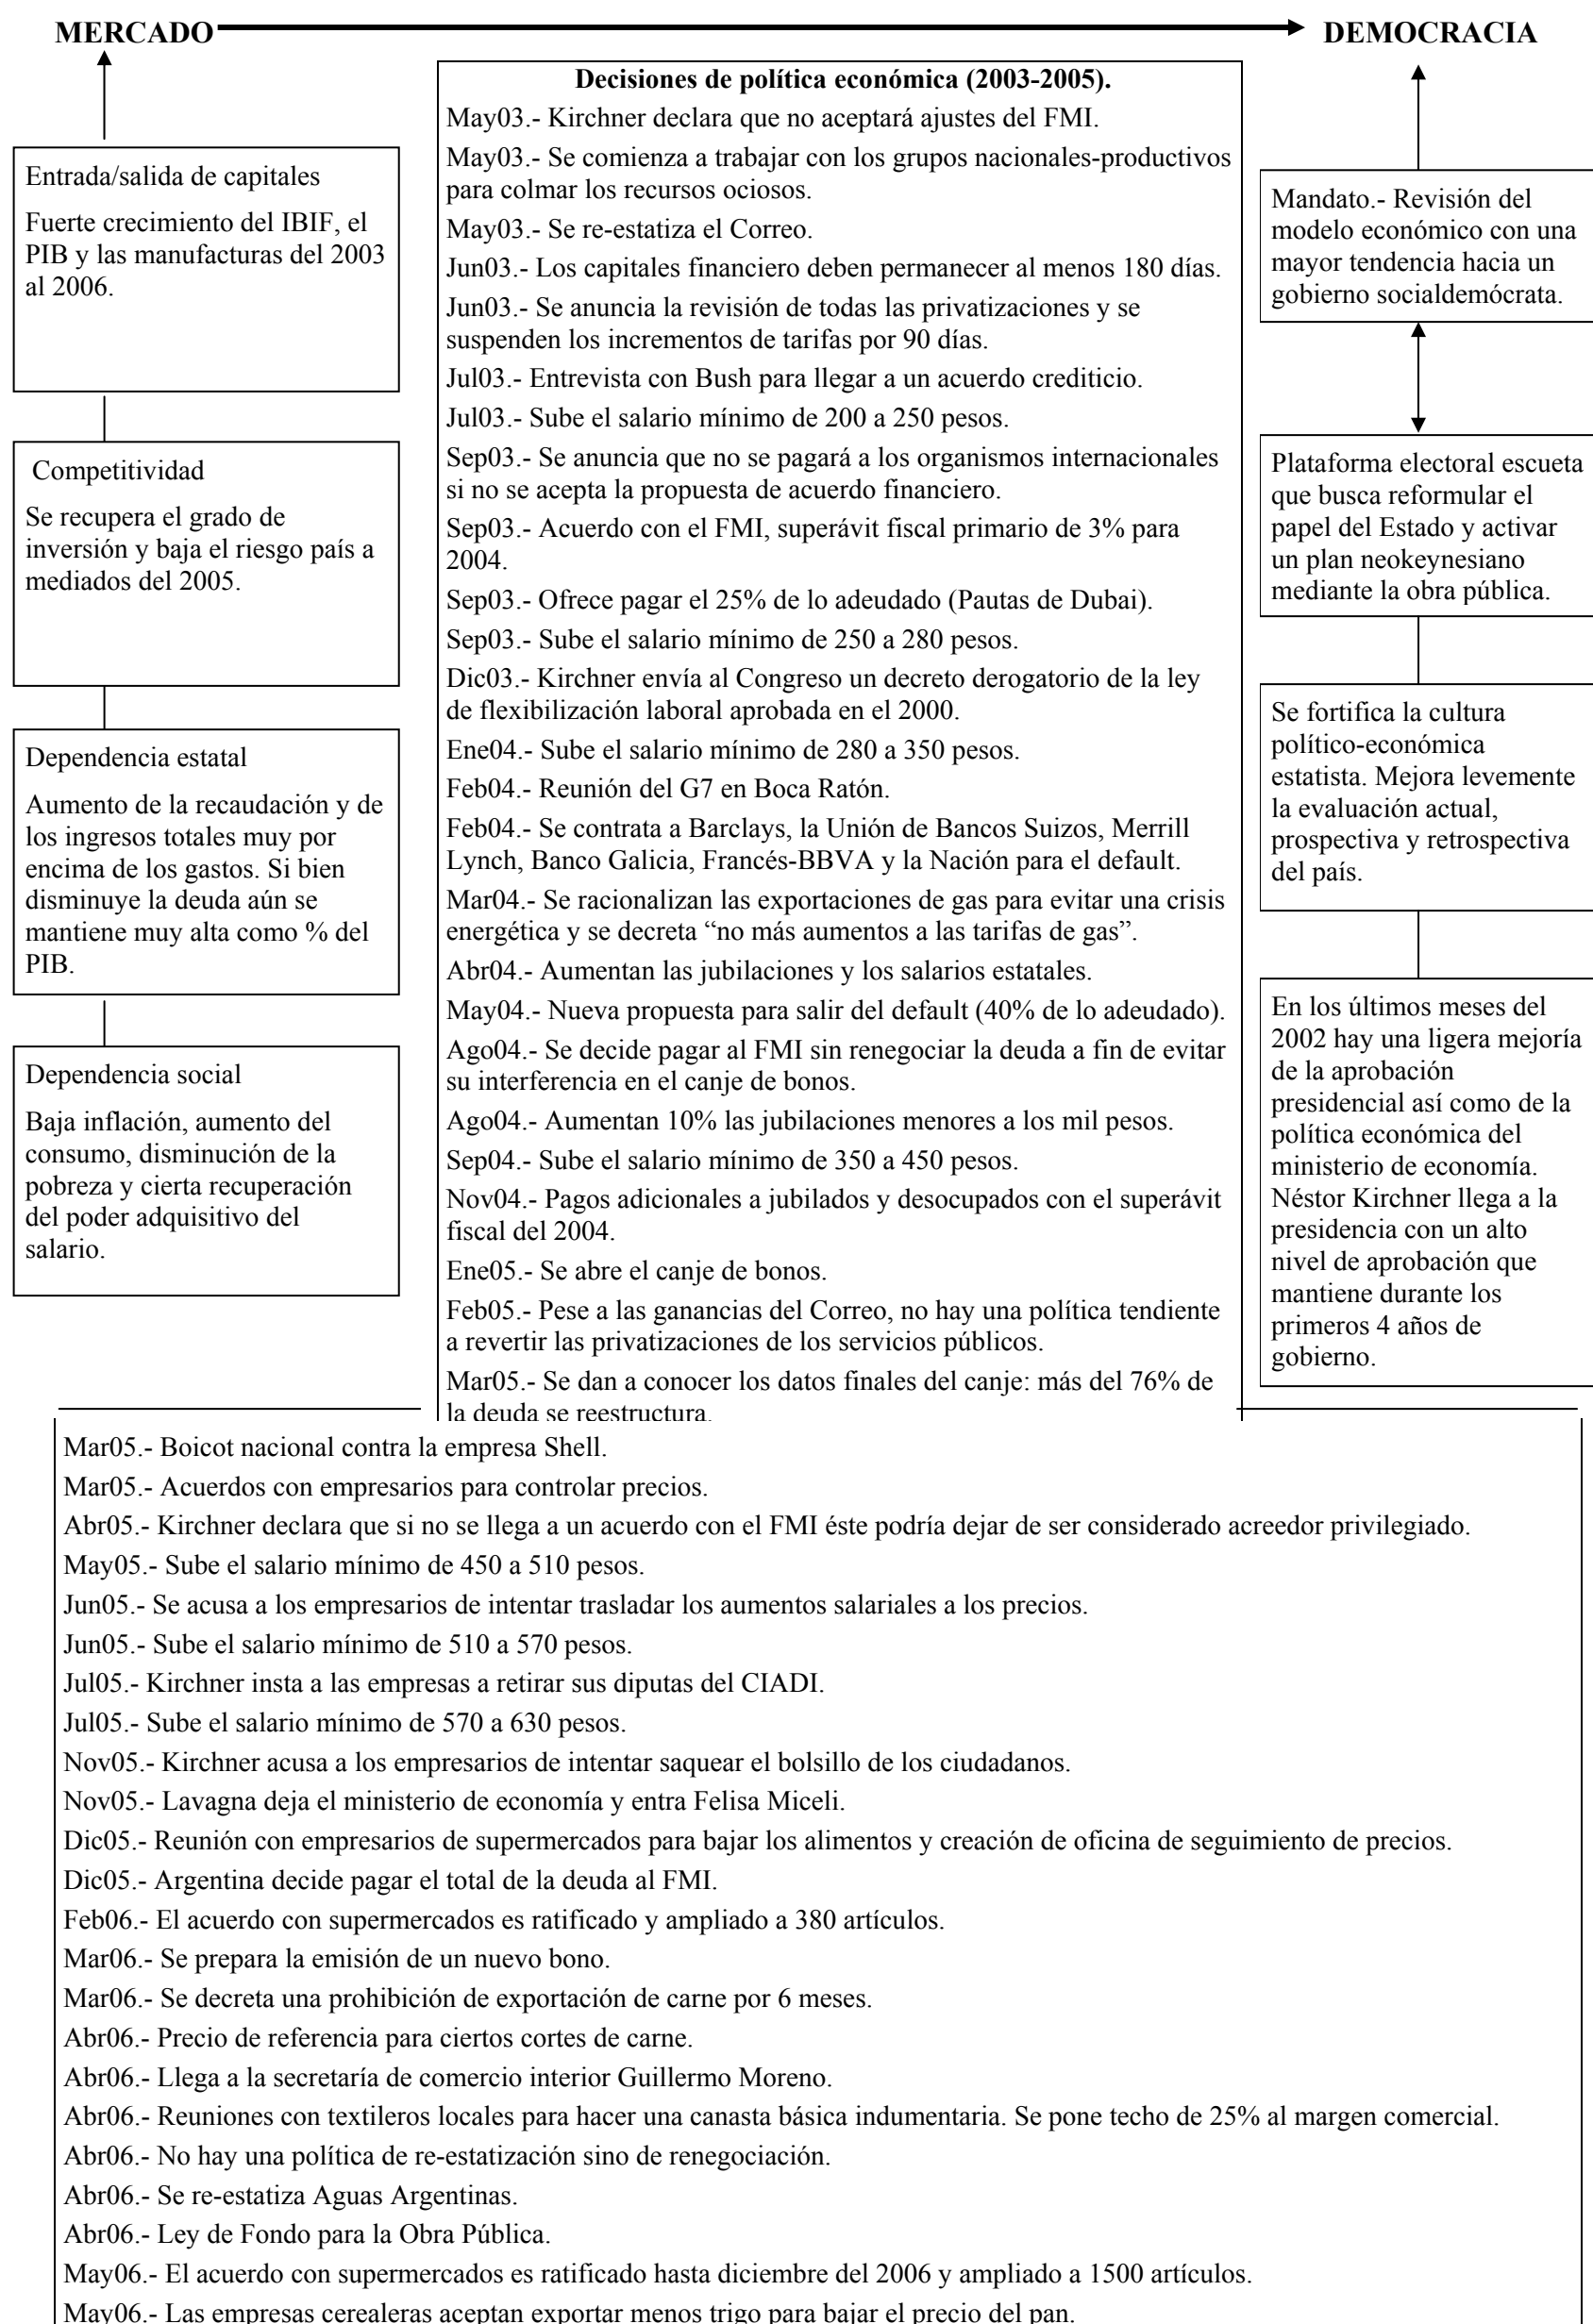 MERCADO
DEMOCRACIA
Entrada/salida de capitales
Fuerte crecimiento del IBIF, el
PIB y las manufacturas del 2003
al 2006.
Competitividad
Se recupera el grado de
inversión y baja el riesgo país a
mediados del 2005.
Dependencia estatal
Aumento de la recaudación y de
los ingresos totales muy por
encima de los gastos. Si bien
disminuye la deuda aún se
mantiene muy alta como % del
PIB.
Dependencia social
Baja inflación, aumento del
consumo, disminución de la
pobreza y cierta recuperación
del poder adquisitivo del
salario.
Decisiones de política económica (2003-2005).
May03.- Kirchner declara que no aceptará ajustes del FMI.
May03.- Se comienza a trabajar con los grupos nacionales-productivos
para colmar los recursos ociosos.
May03.- Se re-estatiza el Correo.
Jun03.- Los capitales financiero deben permanecer al menos 180 días.
Jun03.- Se anuncia la revisión de todas las privatizaciones y se
suspenden los incrementos de tarifas por 90 días.
Jul03.- Entrevista con Bush para llegar a un acuerdo crediticio.
Jul03.- Sube el salario mínimo de 200 a 250 pesos.
Sep03.- Se anuncia que no se pagará a los organismos internacionales
si no se acepta la propuesta de acuerdo financiero.
Sep03.- Acuerdo con el FMI, superávit fiscal primario de 3% para
2004.
Sep03.- Ofrece pagar el 25% de lo adeudado (Pautas de Dubai).
Sep03.- Sube el salario mínimo de 250 a 280 pesos.
Dic03.- Kirchner envía al Congreso un decreto derogatorio de la ley
de flexibilización laboral aprobada en el 2000.
Ene04.- Sube el salario mínimo de 280 a 350 pesos.
Feb04.- Reunión del G7 en Boca Ratón.
Feb04.- Se contrata a Barclays, la Unión de Bancos Suizos, Merrill
Lynch, Banco Galicia, Francés-BBVA y la Nación para el default.
Mar04.- Se racionalizan las exportaciones de gas para evitar una crisis
energética y se decreta “no más aumentos a las tarifas de gas”.
Abr04.- Aumentan las jubilaciones y los salarios estatales.
May04.- Nueva propuesta para salir del default (40% de lo adeudado).
Ago04.- Se decide pagar al FMI sin renegociar la deuda a fin de evitar
su interferencia en el canje de bonos.
Ago04.- Aumentan 10% las jubilaciones menores a los mil pesos.
Sep04.- Sube el salario mínimo de 350 a 450 pesos.
Nov04.- Pagos adicionales a jubilados y desocupados con el superávit
fiscal del 2004.
Ene05.- Se abre el canje de bonos.
Feb05.- Pese a las ganancias del Correo, no hay una política tendiente
a revertir las privatizaciones de los servicios públicos.
Mar05.- Se dan a conocer los datos finales del canje: más del 76% de
la deuda se reestructura.
Mandato.- Revisión del
modelo económico con una
mayor tendencia hacia un
gobierno socialdemócrata.
Plataforma electoral escueta
que busca reformular el
papel del Estado y activar
un plan neokeynesiano
mediante la obra pública.
Se fortifica la cultura
político-económica
estatista. Mejora levemente
la evaluación actual,
prospectiva y retrospectiva
del país.
En los últimos meses del
2002 hay una ligera mejoría
de la aprobación
presidencial así como de la
política económica del
ministerio de economía.
Néstor Kirchner llega a la
presidencia con un alto
nivel de aprobación que
mantiene durante los
primeros 4 años de
gobierno.
Mar05.- Boicot nacional contra la empresa Shell.
Mar05.- Acuerdos con empresarios para controlar precios.
Abr05.- Kirchner declara que si no se llega a un acuerdo con el FMI éste podría dejar de ser considerado acreedor privilegiado.
May05.- Sube el salario mínimo de 450 a 510 pesos.
Jun05.- Se acusa a los empresarios de intentar trasladar los aumentos salariales a los precios.
Jun05.- Sube el salario mínimo de 510 a 570 pesos.
Jul05.- Kirchner insta a las empresas a retirar sus diputas del CIADI.
Jul05.- Sube el salario mínimo de 570 a 630 pesos.
Nov05.- Kirchner acusa a los empresarios de intentar saquear el bolsillo de los ciudadanos.
Nov05.- Lavagna deja el ministerio de economía y entra Felisa Miceli.
Dic05.- Reunión con empresarios de supermercados para bajar los alimentos y creación de oficina de seguimiento de precios.
Dic05.- Argentina decide pagar el total de la deuda al FMI.
Feb06.- El acuerdo con supermercados es ratificado y ampliado a 380 artículos.
Mar06.- Se prepara la emisión de un nuevo bono.
Mar06.- Se decreta una prohibición de exportación de carne por 6 meses.
Abr06.- Precio de referencia para ciertos cortes de carne.
Abr06.- Llega a la secretaría de comercio interior Guillermo Moreno.
Abr06.- Reuniones con textileros locales para hacer una canasta básica indumentaria. Se pone techo de 25% al margen comercial.
Abr06.- No hay una política de re-estatización sino de renegociación.
Abr06.- Se re-estatiza Aguas Argentinas.
Abr06.- Ley de Fondo para la Obra Pública.
May06.- El acuerdo con supermercados es ratificado hasta diciembre del 2006 y ampliado a 1500 artículos.
May06.- Las empresas cerealeras aceptan exportar menos trigo para bajar el precio del pan.